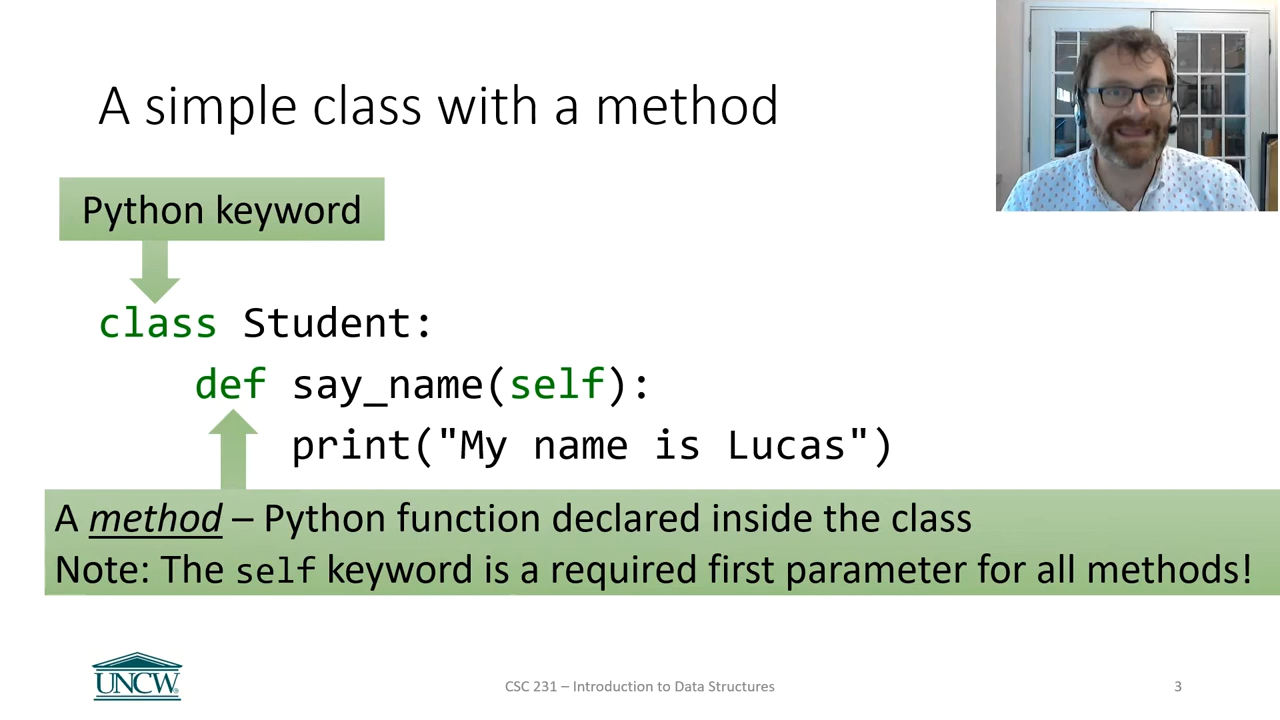 A simple class with a method
Python keyword
class Student:
def say_name(self):
print("My name is Lucas")
A method – Python function declared inside the class
Note: The self keyword is a required first parameter for all methods!
UNCW
CSC 231 – Introduction to Data Structures
3